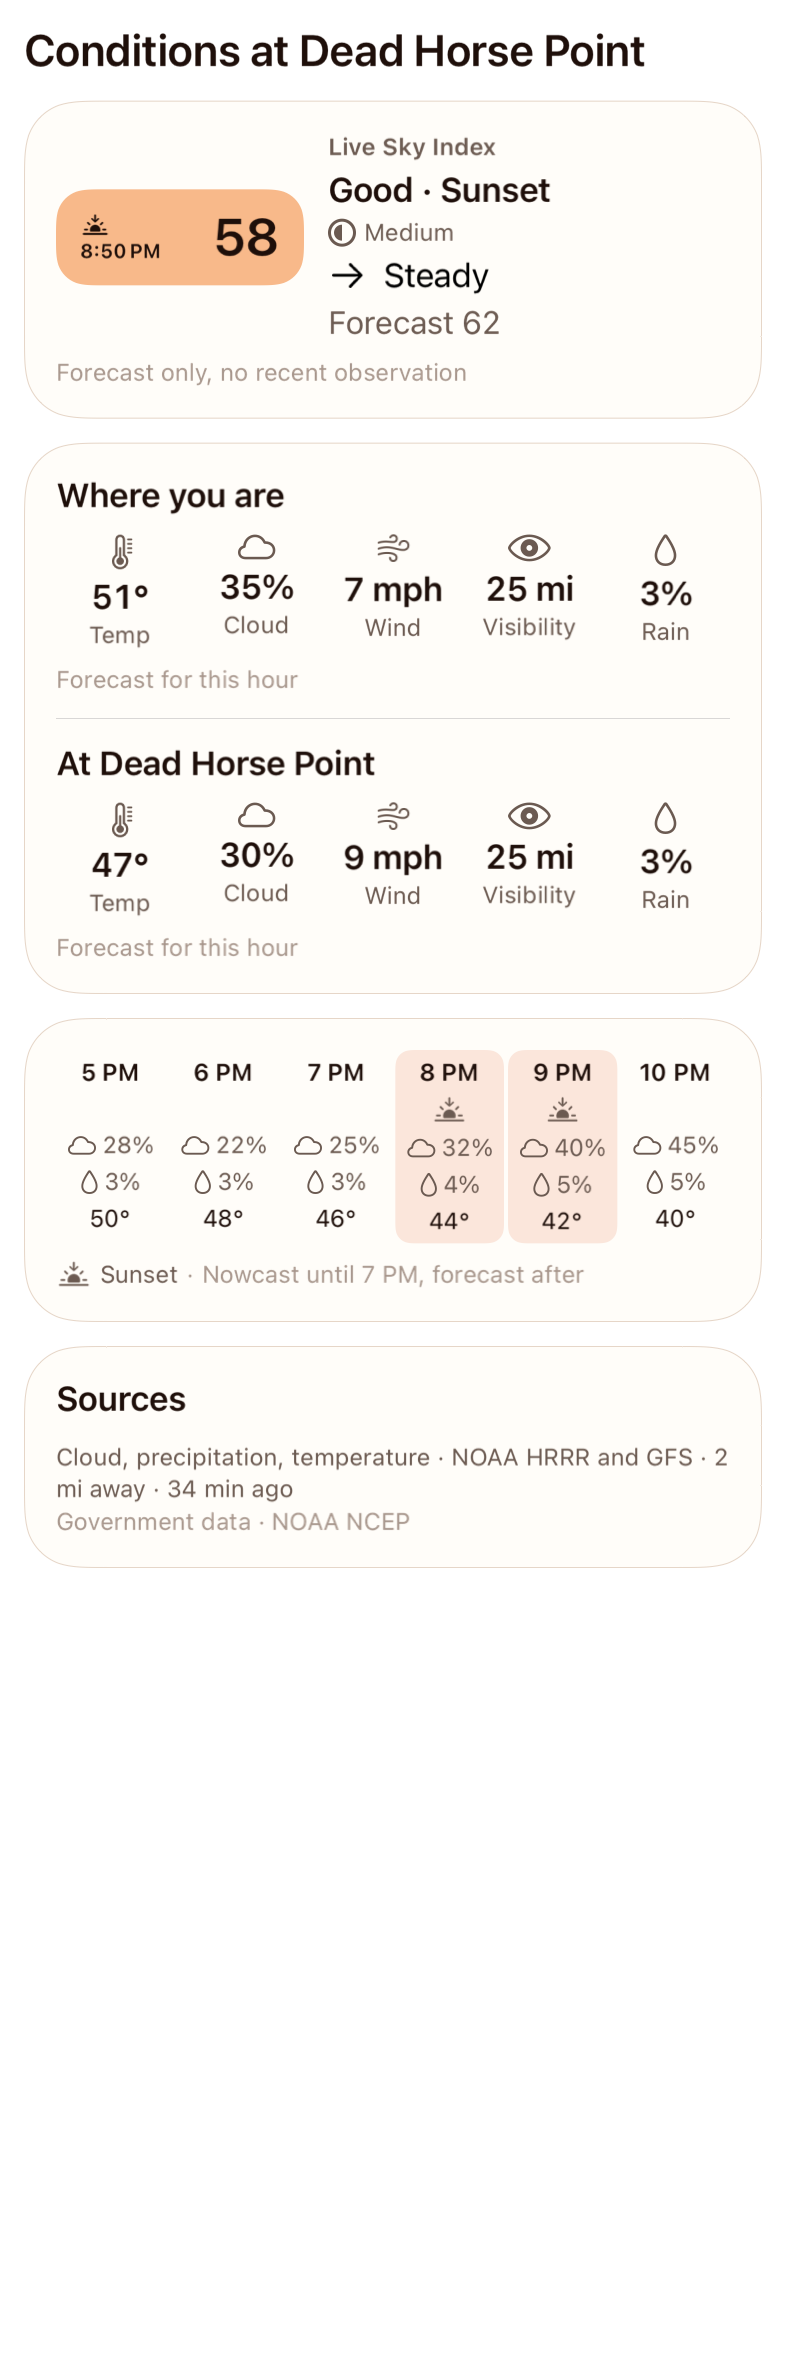 Conditions at Dead Horse Point
Live Sky Index
Good · Sunset
8:50 PM
58
Medium
→ Steady
Forecast 62
Forecast only, no recent observation
Where you are
51° 35% 7 mph 25 mi 3%
Temp Cloud Wind Visibility Rain
Forecast for this hour
At Dead Horse Point
47° 30% 9 mph 25 mi 3%
Temp Cloud Wind Visibility Rain
Forecast for this hour
5 PM 6 PM 7 PM 8 PM 9 PM 10 PM
28% 22% 25% 32% 40% 45%
3% 3% 3% 4% 5% 5%
50° 48° 46° 44° 42° 40°
Sunset · Nowcast until 7 PM, forecast after
Sources
Cloud, precipitation, temperature · NOAA HRRR and GFS · 2
mi away · 34 min ago
Government data · NOAA NCEP